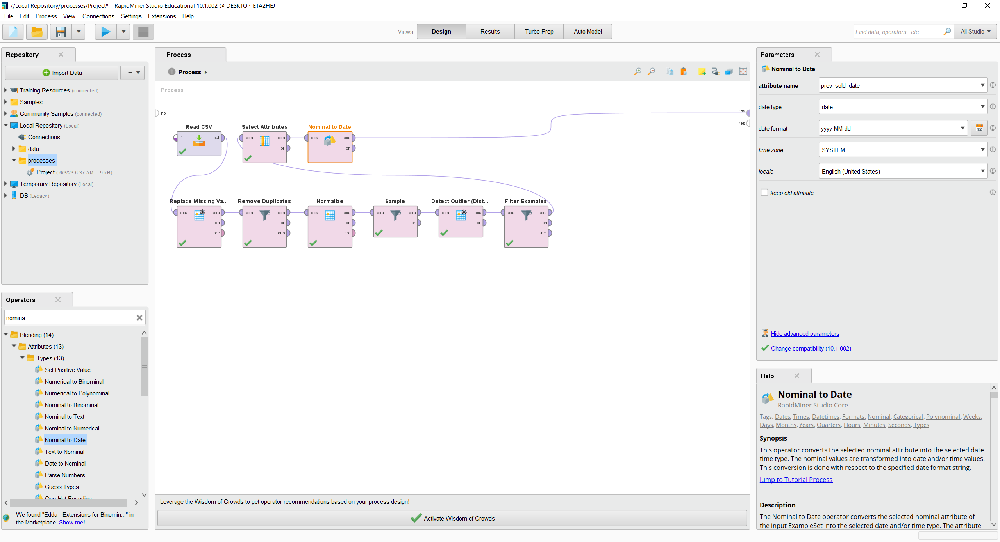 //Local Repository/processes/Project* – RapidMiner Studio Educational 10.1.002 @ DESKTOP-ETA2HEJ
File Edit Process View Connections Settings Extensions Help
Views: Design Results Turbo Prep Auto Model
Find data, operators...etc All Studio
Repository
Import Data
Training Resources (connected)
Samples
Community Samples (connected)
Local Repository (Local)
Connections
data
processes
Project ( 6/3/23 6:37 AM – 9 kB)
Temporary Repository (Local)
DB (Legacy)
Operators
nomina
Blending (14)
Attributes (13)
Types (13)
Set Positive Value
Numerical to Binominal
Numerical to Polynominal
Nominal to Binominal
Nominal to Text
Nominal to Numerical
Nominal to Date
Text to Nominal
Date to Nominal
Parse Numbers
Guess Types
One Hot Encoding
We found "Edda - Extensions for Binomin..." in
the Marketplace. Show me!
Process
Process
Process
inp
res
res
Read CSV
fil out
Select Attributes
exa exa
ori
Nominal to Date
exa exa
ori
Replace Missing Va...
exa exa
ori
pre
Remove Duplicates
exa exa
ori
dup
Normalize
exa exa
ori
pre
Sample
exa exa
ori
Detect Outlier (Dist...
exa exa
ori
Filter Examples
exa exa
ori
unm
Leverage the Wisdom of Crowds to get operator recommendations based on your process design!
Activate Wisdom of Crowds
Parameters
Nominal to Date
attribute name prev_sold_date
date type date
date format yyyy-MM-dd 12
time zone SYSTEM
locale English (United States)
keep old attribute
Hide advanced parameters
Change compatibility (10.1.002)
Help
Nominal to Date
RapidMiner Studio Core
Tags: Dates, Times, Datetimes, Formats, Nominal, Categorical, Polynominal, Weeks,
Days, Months, Years, Quarters, Hours, Minutes, Seconds, Types
Synopsis
This operator converts the selected nominal attribute into the selected date
time type. The nominal values are transformed into date and/or time values.
This conversion is done with respect to the specified date format string.
Jump to Tutorial Process
Description
The Nominal to Date operator converts the selected nominal attribute of
the input ExampleSet into the selected date and/or time type. The attribute